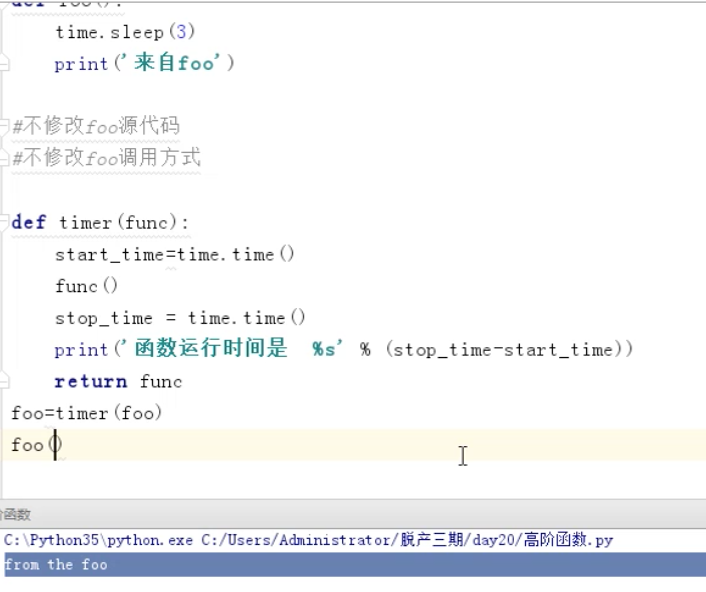 def foo():
time.sleep(3)
print('来自foo')
#不修改foo源代码
#不修改foo调用方式
def timer(func):
start_time=time.time()
func()
stop_time = time.time()
print('函数运行时间是 %s' % (stop_time-start_time))
return func
foo=timer(foo)
foo()
阶函数
C:\Python35\python.exe C:/Users/Administrator/脱产三期/day20/高阶函数.py
from the foo